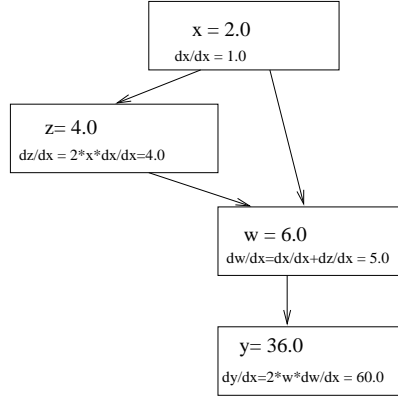 x = 2.0
dx/dx = 1.0
z= 4.0
dz/dx = 2*x*dx/dx=4.0
w = 6.0
dw/dx=dx/dx+dz/dx = 5.0
y= 36.0
dy/dx=2*w*dw/dx = 60.0